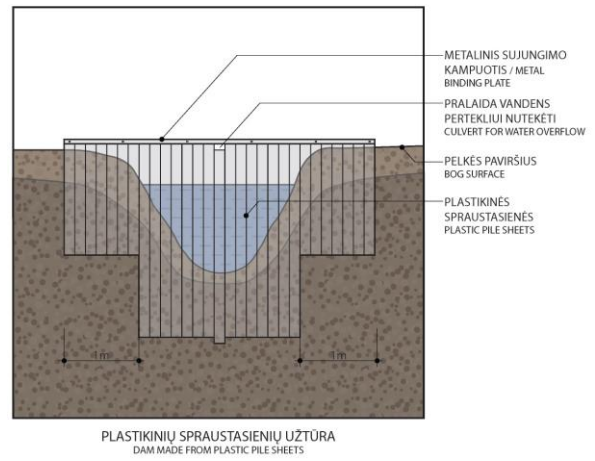 METALINIS SUJUNGIMO
KAMPUOTIS / METAL
BINDING PLATE
PRALAIDA VANDENS
PERTEKLIUI NUTEKĖTI
CULVERT FOR WATER OVERFLOW
PELKĖS PAVIRŠIUS
BOG SURFACE
PLASTIKINĖS
SPRAUSTASIENĖS
PLASTIC PILE SHEETS
1m
1m
PLASTIKINIŲ SPRAUSTASIENIŲ UŽTŪRA
DAM MADE FROM PLASTIC PILE SHEETS